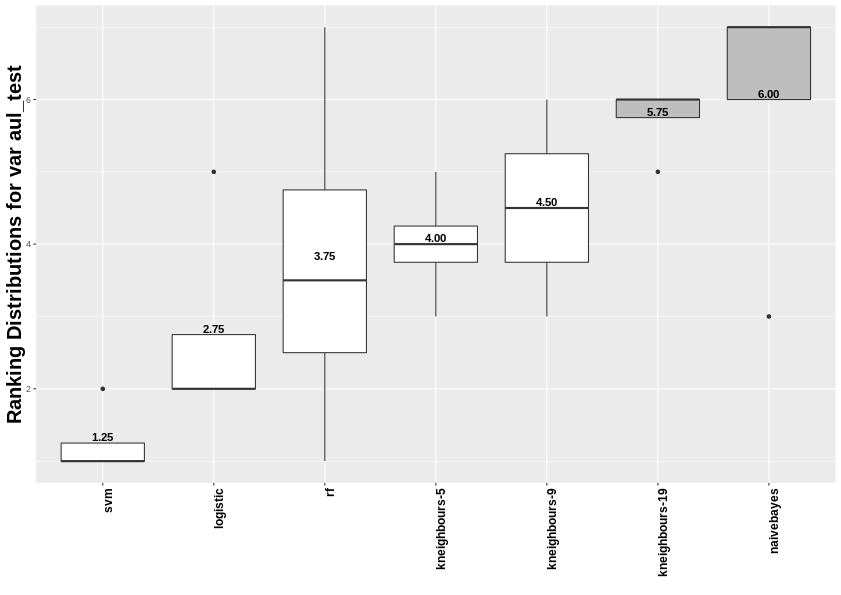 Ranking Distributions for var aul_test
6
4
2
1.25
2.75
3.75
4.00
4.50
5.75
6.00
svm
logistic
rf
kneighbours-5
kneighbours-9
kneighbours-19
naivebayes